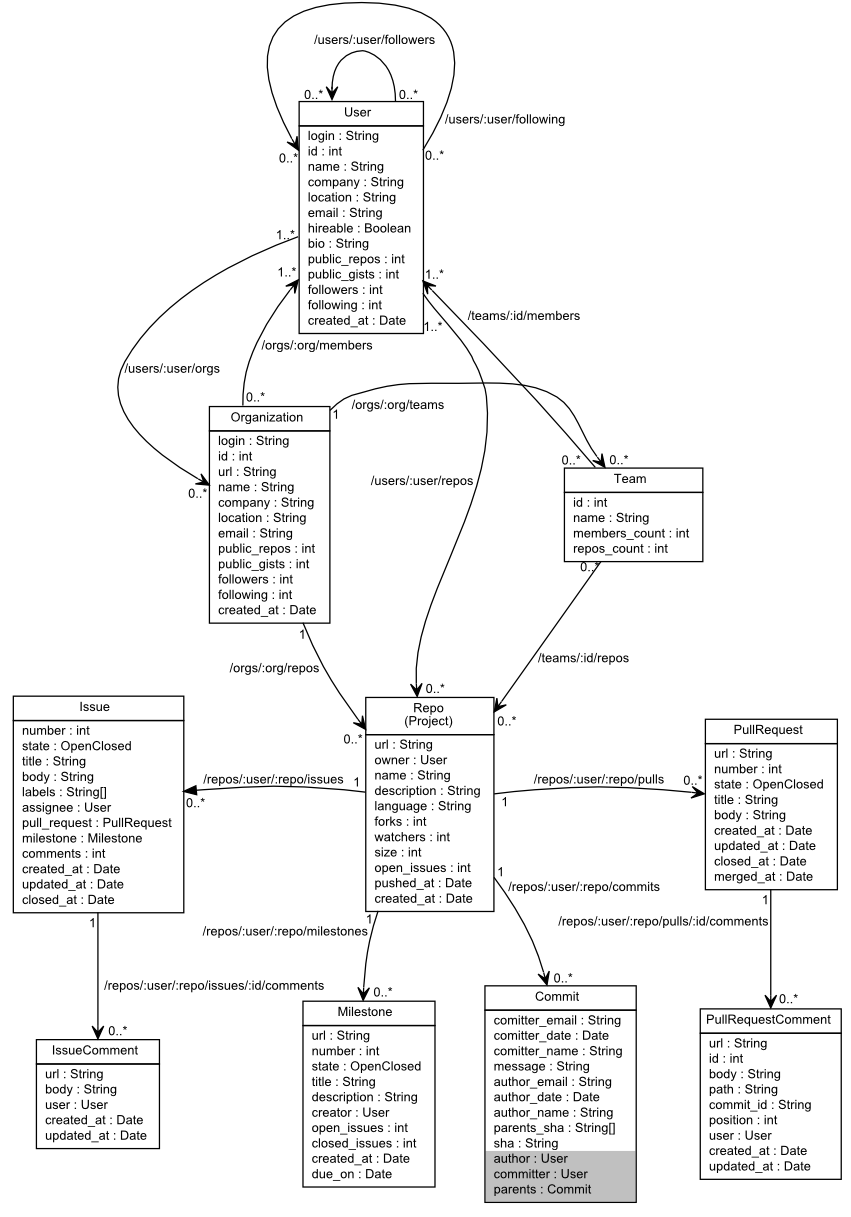 /users/:user/followers
0..*
0..*
User
/users/:user/following
login : String
id : int
name : String
company : String
location : String
email : String
hireable : Boolean
bio : String
public_repos : int
public_gists : int
followers : int
following : int
created_at : Date
0..*
0..*
1..*
1..*
1..*
1..*
/teams/:id/members
/orgs/:org/members
/users/:user/orgs
0..*
1
/orgs/:org/teams
Organization
login : String
id : int
url : String
name : String
company : String
location : String
email : String
public_repos : int
public_gists : int
followers : int
following : int
created_at : Date
0..*
1
/users/:user/repos
0..*
0..*
Team
id : int
name : String
members_count : int
repos_count : int
0..*
/orgs/:org/repos
/teams/:id/repos
0..*
0..*
0..*
Issue
number : int
state : OpenClosed
title : String
body : String
labels : String[]
assignee : User
pull_request : PullRequest
milestone : Milestone
comments : int
created_at : Date
updated_at : Date
closed_at : Date
/repos/:user/:repo/issues
1
0..*
Repo
(Project)
url : String
owner : User
name : String
description : String
language : String
forks : int
watchers : int
size : int
open_issues : int
pushed_at : Date
created_at : Date
/repos/:user/:repo/pulls
1
0..*
PullRequest
url : String
number : int
state : OpenClosed
title : String
body : String
created_at : Date
updated_at : Date
closed_at : Date
merged_at : Date
1
/repos/:user/:repo/commits
1
/repos/:user/:repo/milestones
1
1
/repos/:user/:repo/pulls/:id/comments
/repos/:user/:repo/issues/:id/comments
0..*
0..*
0..*
0..*
IssueComment
url : String
body : String
user : User
created_at : Date
updated_at : Date
Milestone
url : String
number : int
state : OpenClosed
title : String
description : String
creator : User
open_issues : int
closed_issues : int
created_at : Date
due_on : Date
Commit
comitter_email : String
comitter_date : Date
comitter_name : String
message : String
author_email : String
author_date : Date
author_name : String
parents_sha : String[]
sha : String
author : User
committer : User
parents : Commit
PullRequestComment
url : String
id : int
body : String
path : String
commit_id : String
position : int
user : User
created_at : Date
updated_at : Date